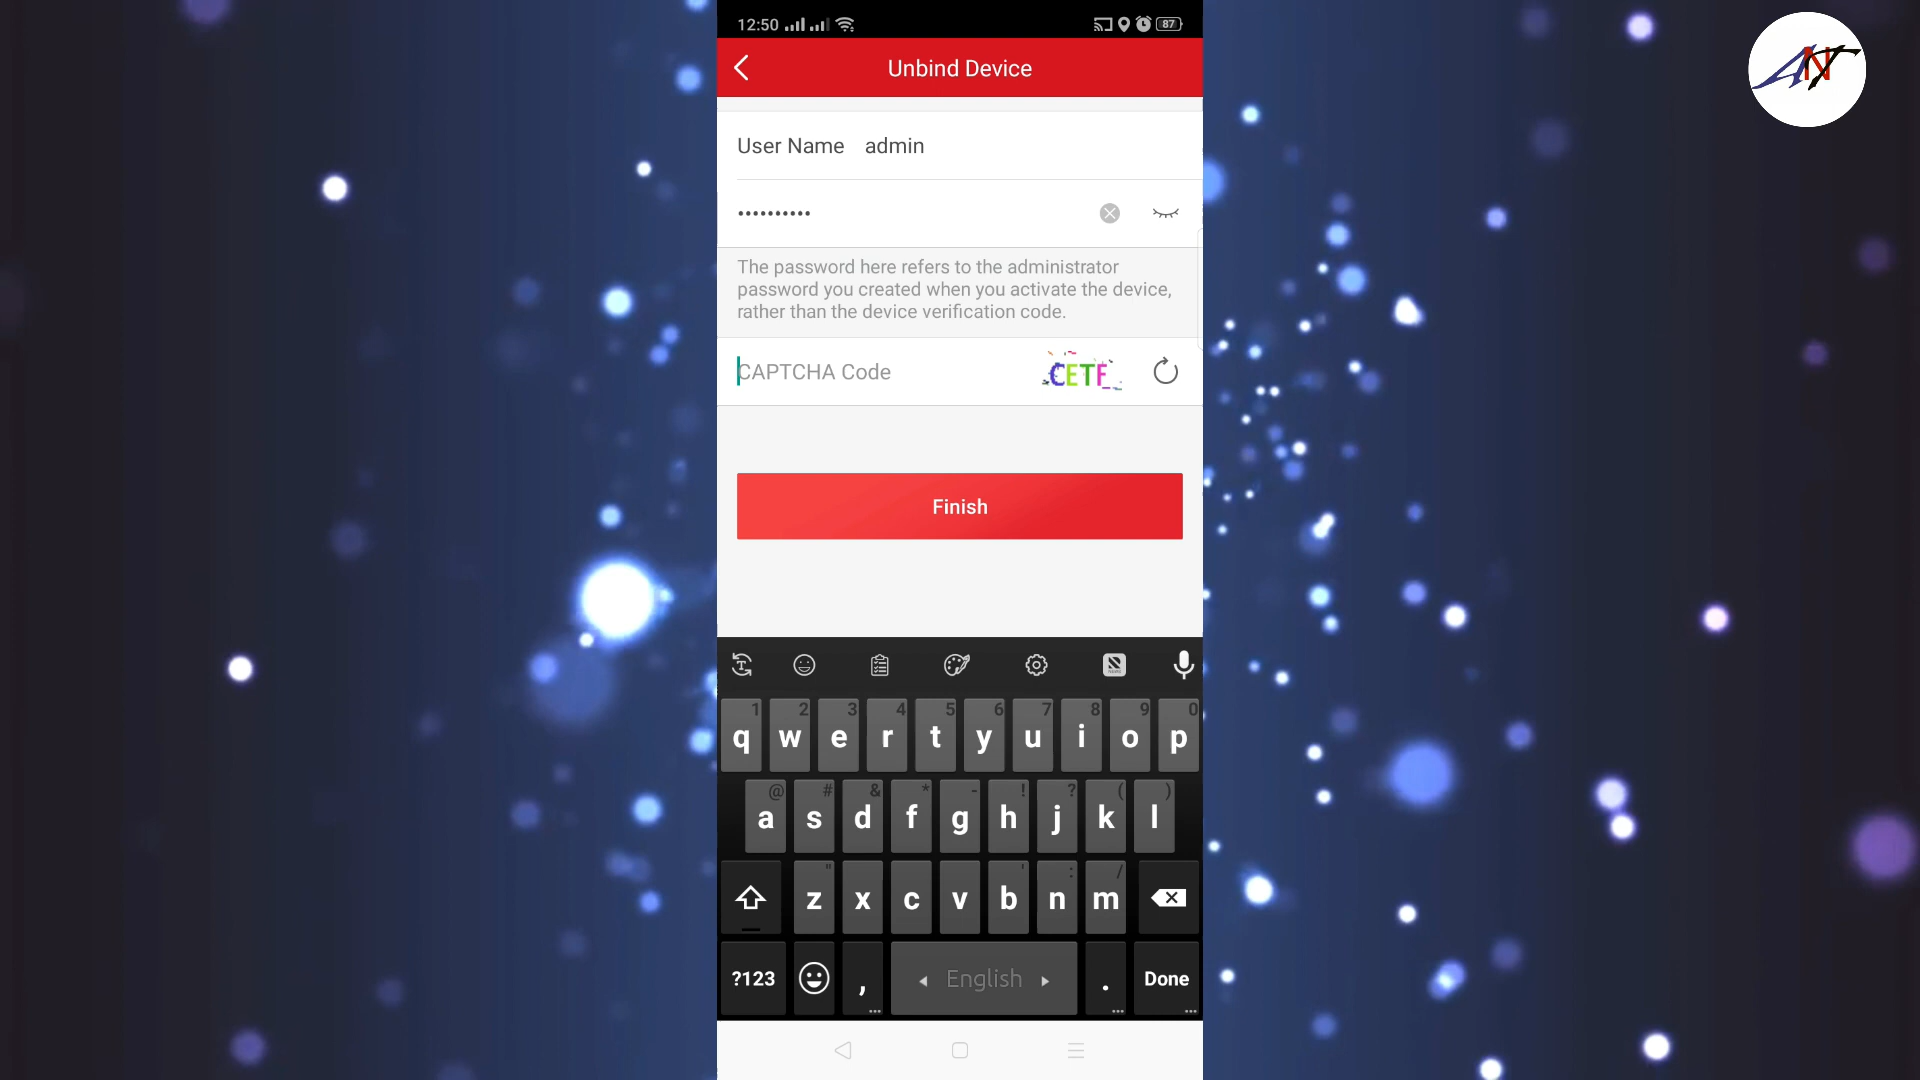 12:50 87
Unbind Device
User Name admin
••••••••••
The password here refers to the administrator
password you created when you activate the device,
rather than the device verification code.
CAPTCHA Code CETF
Finish
1 2 3 4 5 6 7 8 9 0
q w e r t y u i o p
@ # & * - ! ? ( )
a s d f g h j k l
" ' : /
z x c v b n m
?123 , ◂ English ▸ . Done
ANT